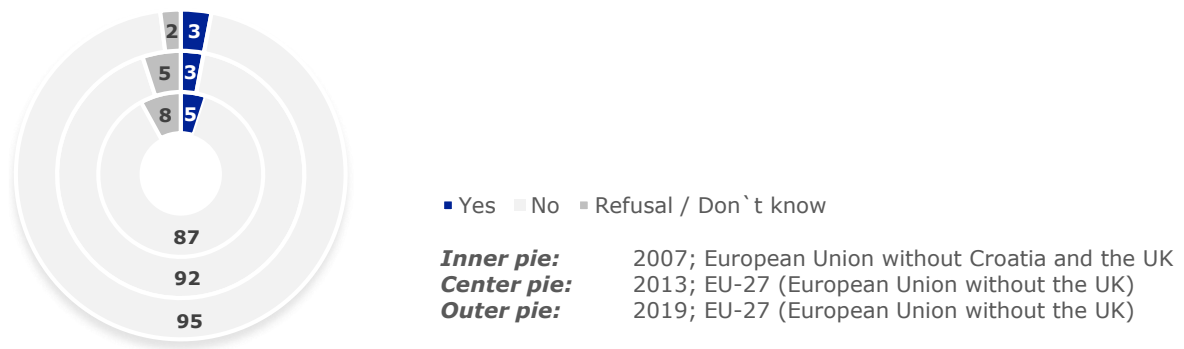 2 3
5 3
8 5
87
92
95
Yes No Refusal / Don`t know
Inner pie: 2007; European Union without Croatia and the UK
Center pie: 2013; EU-27 (European Union without the UK)
Outer pie: 2019; EU-27 (European Union without the UK)